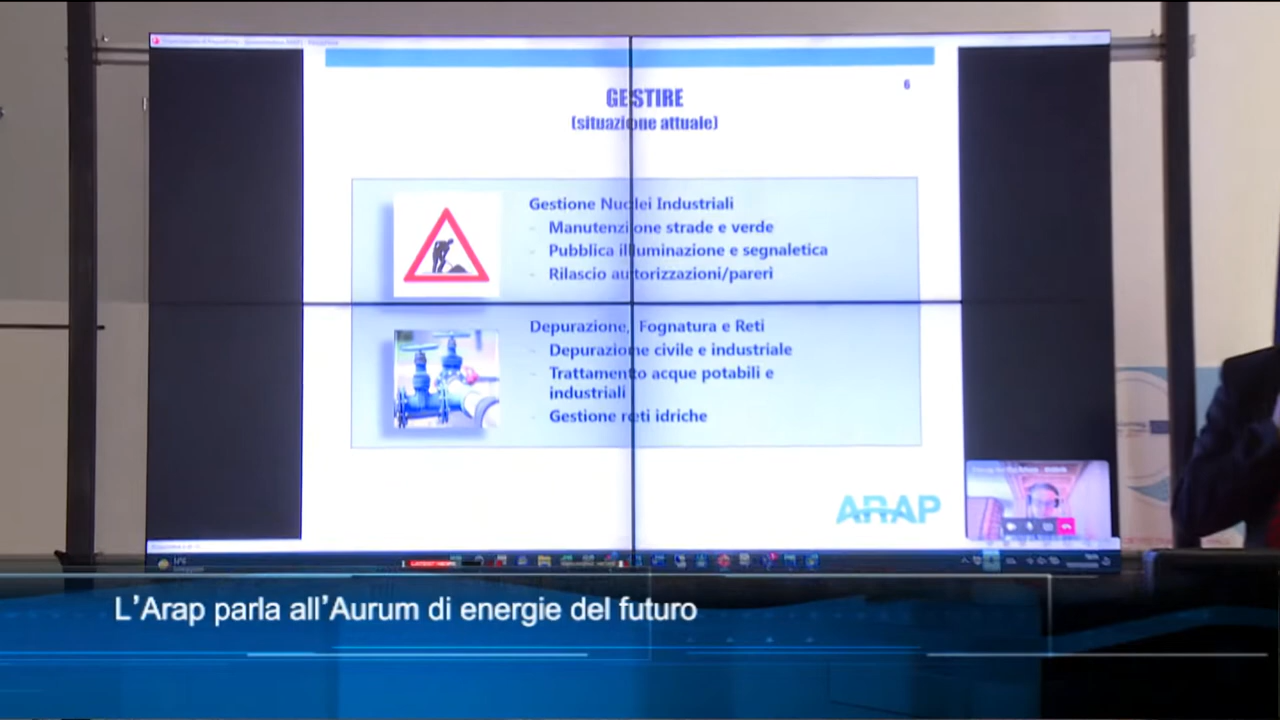 6
GESTIRE
(situazione attuale)
Gestione Nuclei Industriali
- Manutenzione strade e verde
- Pubblica illuminazione e segnaletica
- Rilascio autorizzazioni/pareri
Depurazione, Fognatura e Reti
- Depurazione civile e industriale
- Trattamento acque potabili e
industriali
- Gestione reti idriche
ARAP
L'Arap parla all'Aurum di energie del futuro